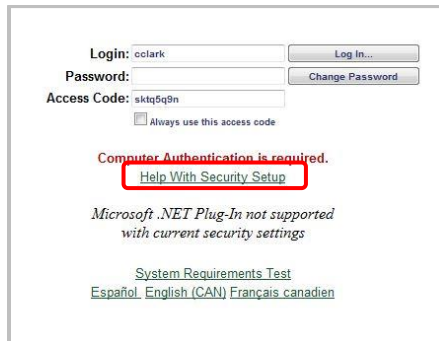 Login: cclark Log In...
Password: Change Password
Access Code: sktq5q9n
Always use this access code
Computer Authentication is required.
Help With Security Setup
Microsoft .NET Plug-In not supported
with current security settings
System Requirements Test
Español English (CAN) Français canadien